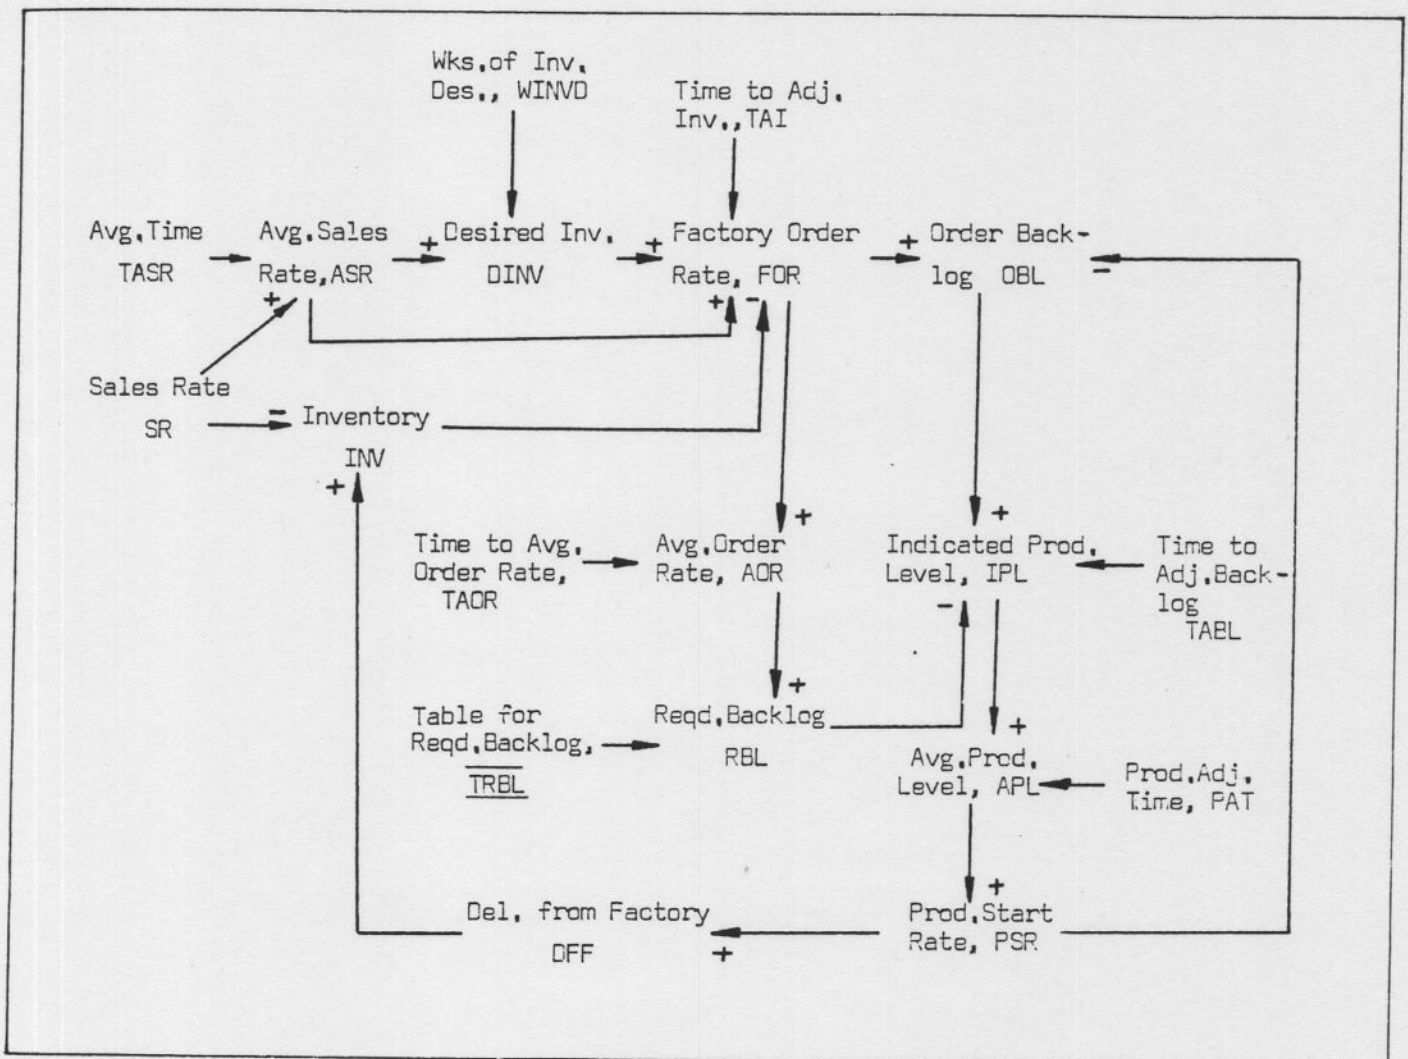 Wks.of Inv.
Des., WINVD
Time to Adj.
Inv.,TAI
Avg.Time
TASR
Avg.Sales
Rate,ASR
+
+
Desired Inv.
DINV
+
Factory Order
Rate, FOR
+ -
+
Order Back-
log OBL
-
Sales Rate
SR
-
Inventory
INV
+
Time to Avg.
Order Rate,
TAOR
+
Avg.Order
Rate, AOR
+
Indicated Prod.
Level, IPL
-
Time to
Adj.Back-
log
TABL
Table for
Reqd.Backlog,
TRBL
+
Reqd.Backlog
RBL
+
Avg.Prod.
Level, APL
Prod.Adj.
Time, PAT
Del. from Factory
DFF
+
+
Prod.Start
Rate, PSR